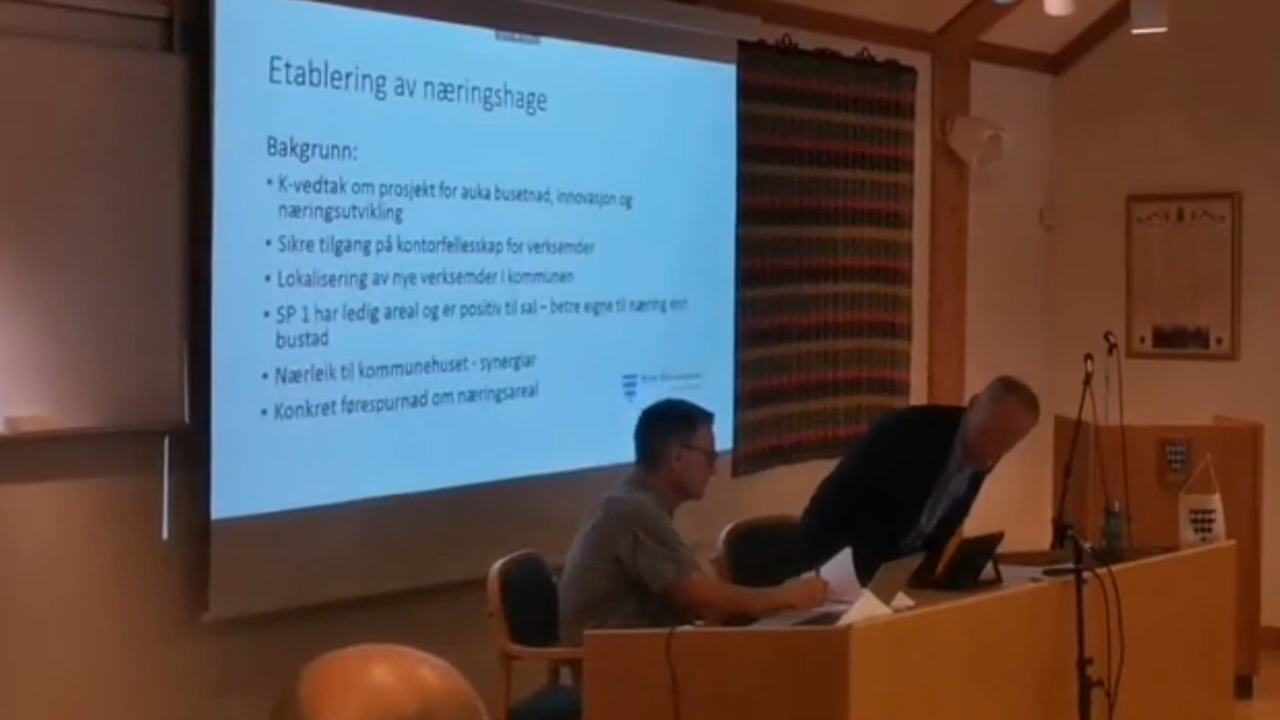 Etablering av næringshage
Bakgrunn:
• K-vedtak om prosjekt for auka busetnad, innovasjon og
næringsutvikling
• Sikre tilgang på kontorfellesskap for verksemder
• Lokalisering av nye verksemder i kommunen
• SP 1 har ledig areal og er positiv til sal – betre eigne til næring enn
bustad
• Nærleik til kommunehuset - synergiar
• Konkret førespurnad om næringsareal